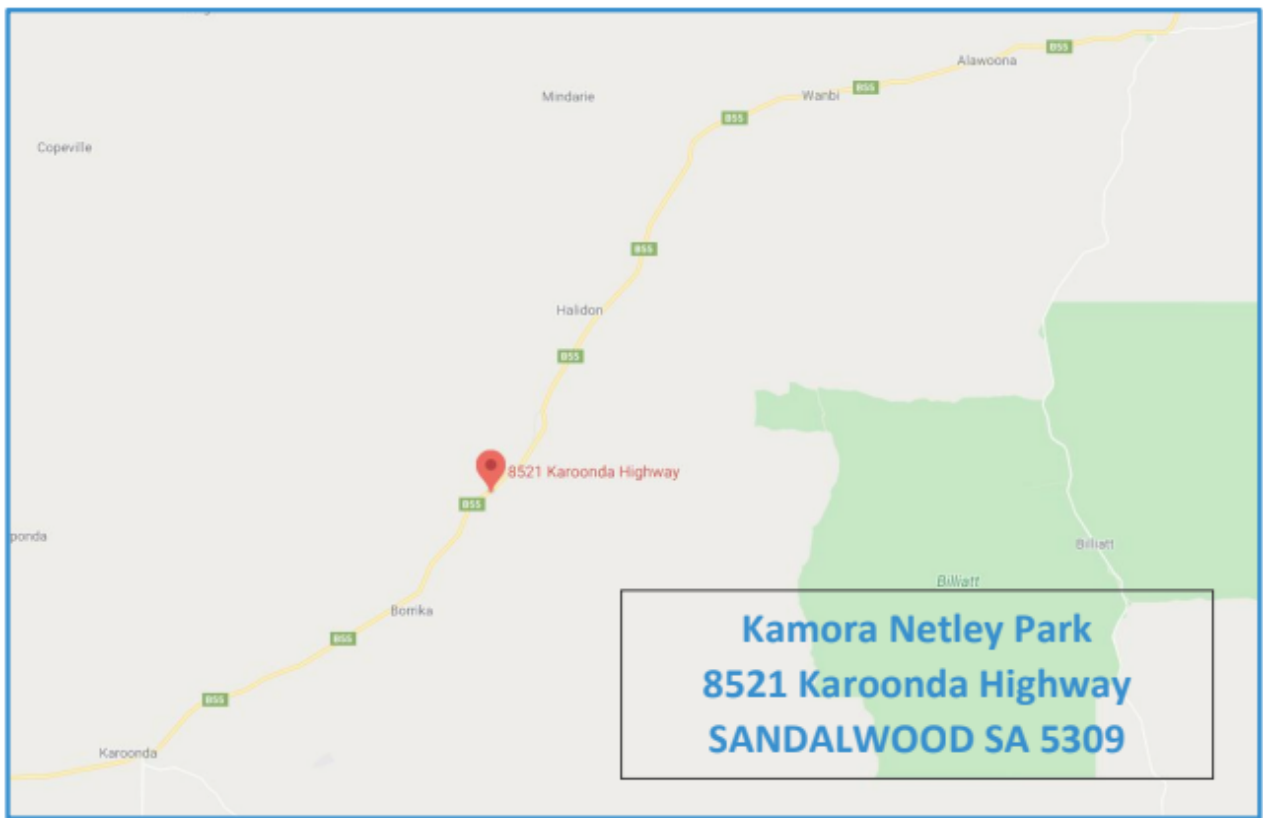 Alawoona
B55
Mindarie
Wanbi
B55
B55
Copeville
B55
Halidon
B55
8521 Karoonda Highway
B55
ponda
Billiatt
Billiatt
Borrika
B55
B55
Karoonda
Kamora Netley Park
8521 Karoonda Highway
SANDALWOOD SA 5309